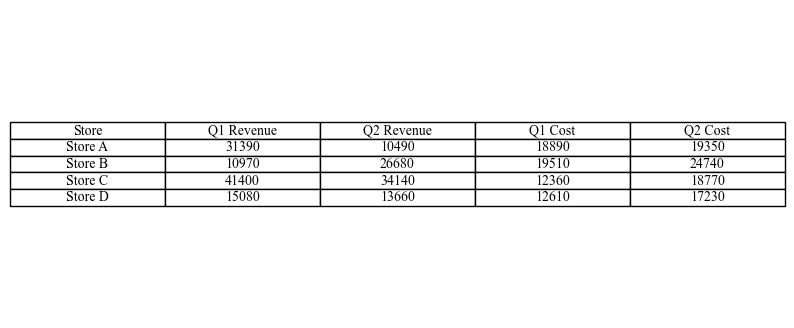 Store Q1 Revenue Q2 Revenue Q1 Cost Q2 Cost
Store A 31390 10490 18890 19350
Store B 10970 26680 19510 24740
Store C 41400 34140 12360 18770
Store D 15080 13660 12610 17230